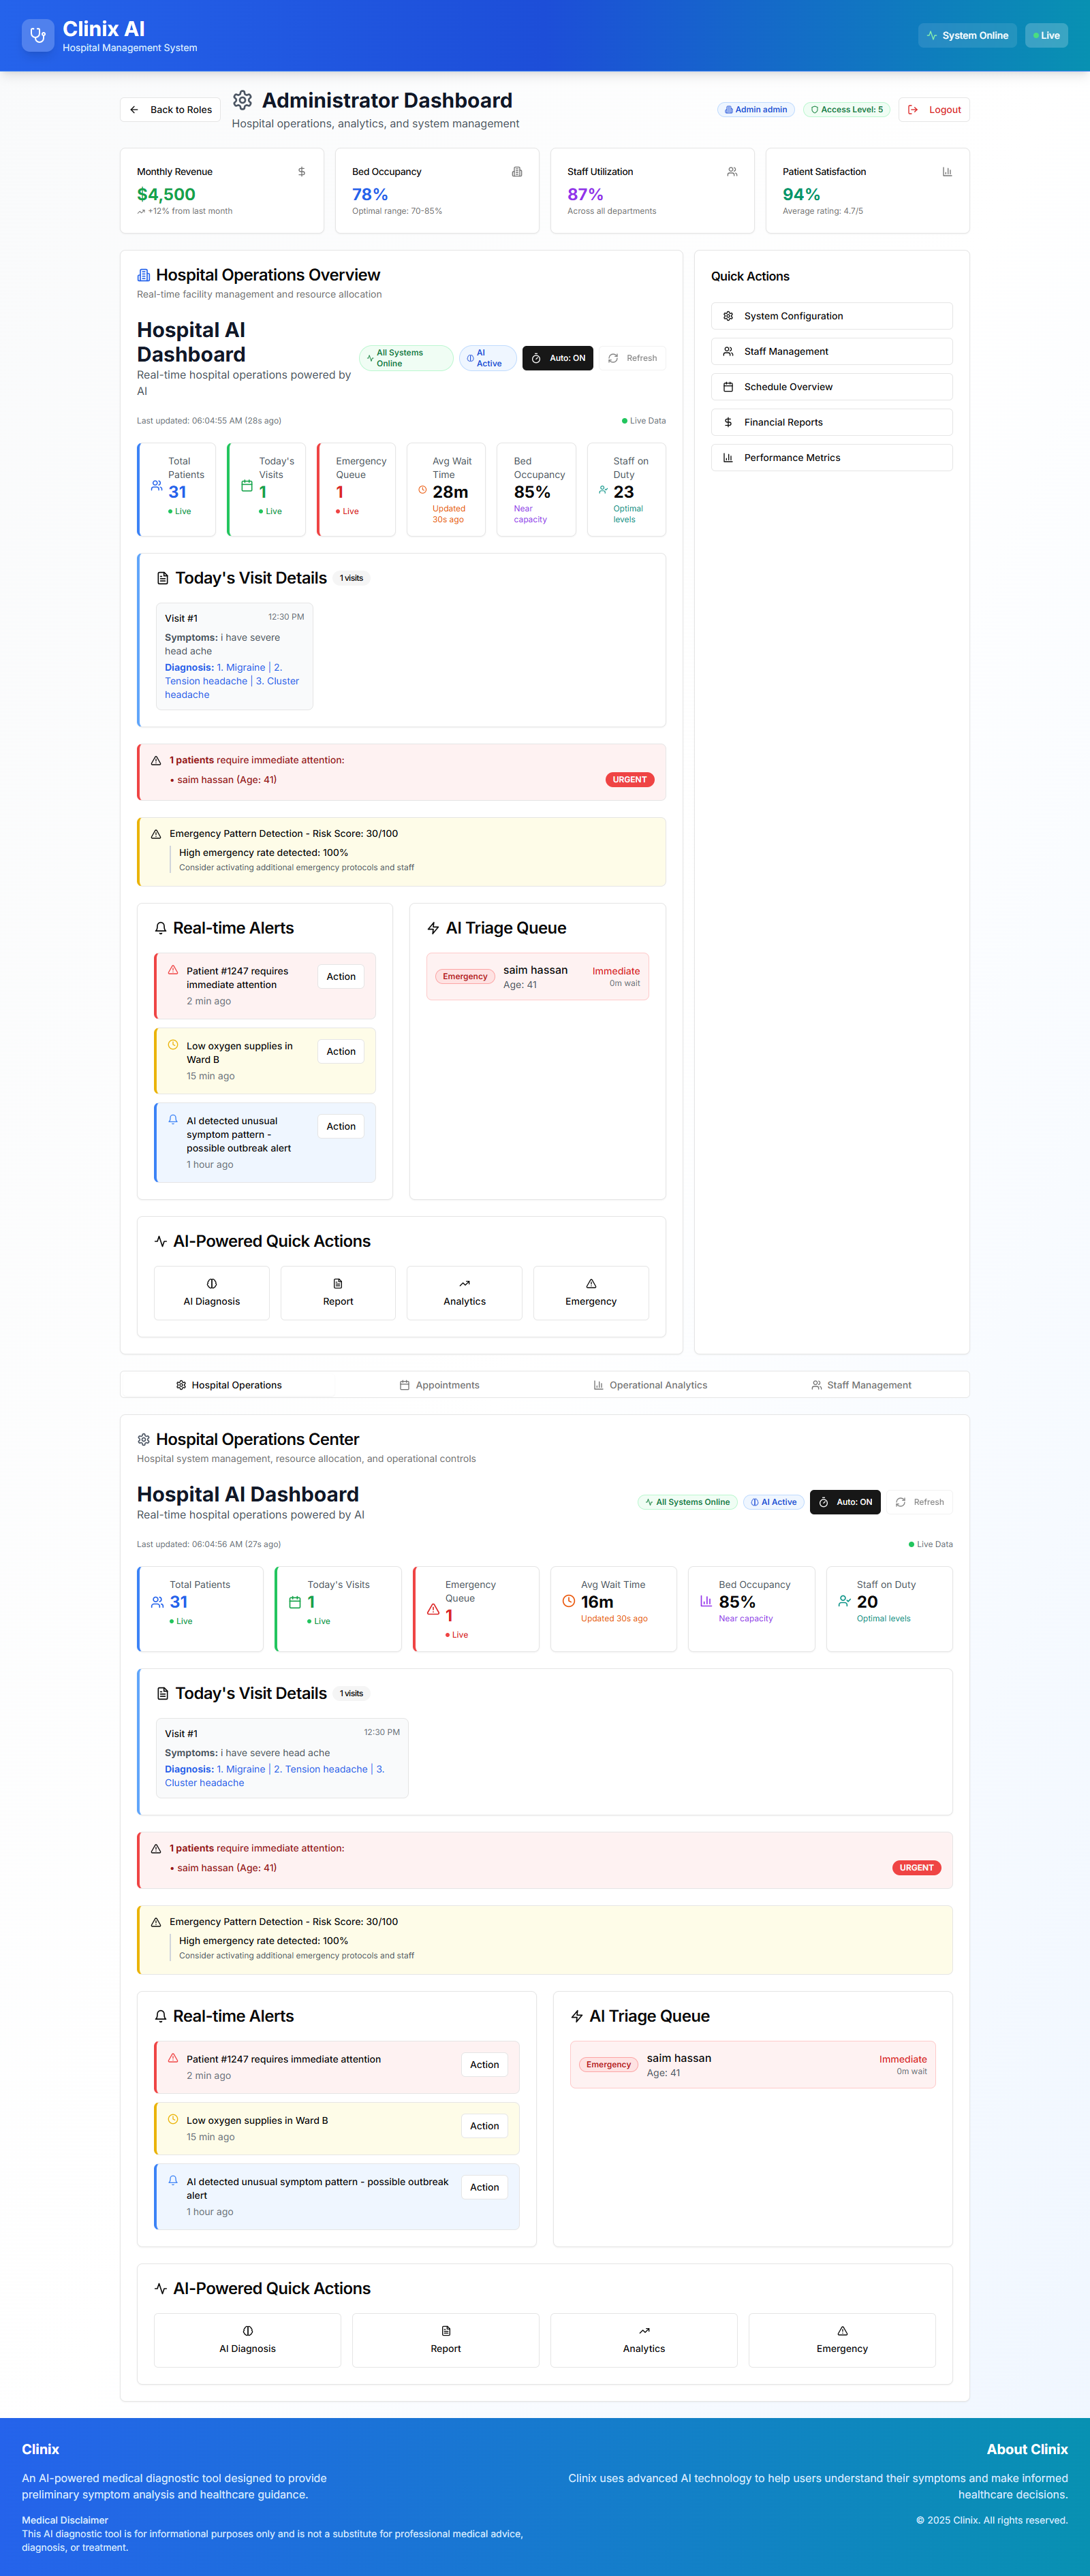 Clinix AI
Hospital Management System
System Online
Live
Back to Roles
Administrator Dashboard
Hospital operations, analytics, and system management
Admin admin
Access Level: 5
Logout
Monthly Revenue
$4,500
+12% from last month
Bed Occupancy
78%
Optimal range: 70-85%
Staff Utilization
87%
Across all departments
Patient Satisfaction
94%
Average rating: 4.7/5
Hospital Operations Overview
Real-time facility management and resource allocation
Hospital AI
Dashboard
Real-time hospital operations powered by
AI
All Systems
Online
AI
Active
Auto: ON
Refresh
Last updated: 06:04:55 AM (28s ago)
Live Data
Total
Patients
31
Live
Today's
Visits
1
Live
Emergency
Queue
1
Live
Avg Wait
Time
28m
Updated
30s ago
Bed
Occupancy
85%
Near
capacity
Staff on
Duty
23
Optimal
levels
Today's Visit Details
1 visits
Visit #1
12:30 PM
Symptoms: i have severe
head ache
Diagnosis: 1. Migraine | 2.
Tension headache | 3. Cluster
headache
1 patients require immediate attention:
• saim hassan (Age: 41)
URGENT
Emergency Pattern Detection - Risk Score: 30/100
High emergency rate detected: 100%
Consider activating additional emergency protocols and staff
Real-time Alerts
Patient #1247 requires
immediate attention
2 min ago
Action
Low oxygen supplies in
Ward B
15 min ago
Action
AI detected unusual
symptom pattern -
possible outbreak alert
1 hour ago
Action
AI Triage Queue
Emergency
saim hassan
Age: 41
Immediate
0m wait
AI-Powered Quick Actions
AI Diagnosis
Report
Analytics
Emergency
Quick Actions
System Configuration
Staff Management
Schedule Overview
Financial Reports
Performance Metrics
Hospital Operations
Appointments
Operational Analytics
Staff Management
Hospital Operations Center
Hospital system management, resource allocation, and operational controls
Hospital AI Dashboard
Real-time hospital operations powered by AI
All Systems Online
AI Active
Auto: ON
Refresh
Last updated: 06:04:56 AM (27s ago)
Live Data
Total Patients
31
Live
Today's Visits
1
Live
Emergency
Queue
1
Live
Avg Wait Time
16m
Updated 30s ago
Bed Occupancy
85%
Near capacity
Staff on Duty
20
Optimal levels
Today's Visit Details
1 visits
Visit #1
12:30 PM
Symptoms: i have severe head ache
Diagnosis: 1. Migraine | 2. Tension headache | 3.
Cluster headache
1 patients require immediate attention:
• saim hassan (Age: 41)
URGENT
Emergency Pattern Detection - Risk Score: 30/100
High emergency rate detected: 100%
Consider activating additional emergency protocols and staff
Real-time Alerts
Patient #1247 requires immediate attention
2 min ago
Action
Low oxygen supplies in Ward B
15 min ago
Action
AI detected unusual symptom pattern - possible outbreak
alert
1 hour ago
Action
AI Triage Queue
Emergency
saim hassan
Age: 41
Immediate
0m wait
AI-Powered Quick Actions
AI Diagnosis
Report
Analytics
Emergency
Clinix
An AI-powered medical diagnostic tool designed to provide
preliminary symptom analysis and healthcare guidance.
Medical Disclaimer
This AI diagnostic tool is for informational purposes only and is not a substitute for professional medical advice,
diagnosis, or treatment.
About Clinix
Clinix uses advanced AI technology to help users understand their symptoms and make informed
healthcare decisions.
© 2025 Clinix. All rights reserved.